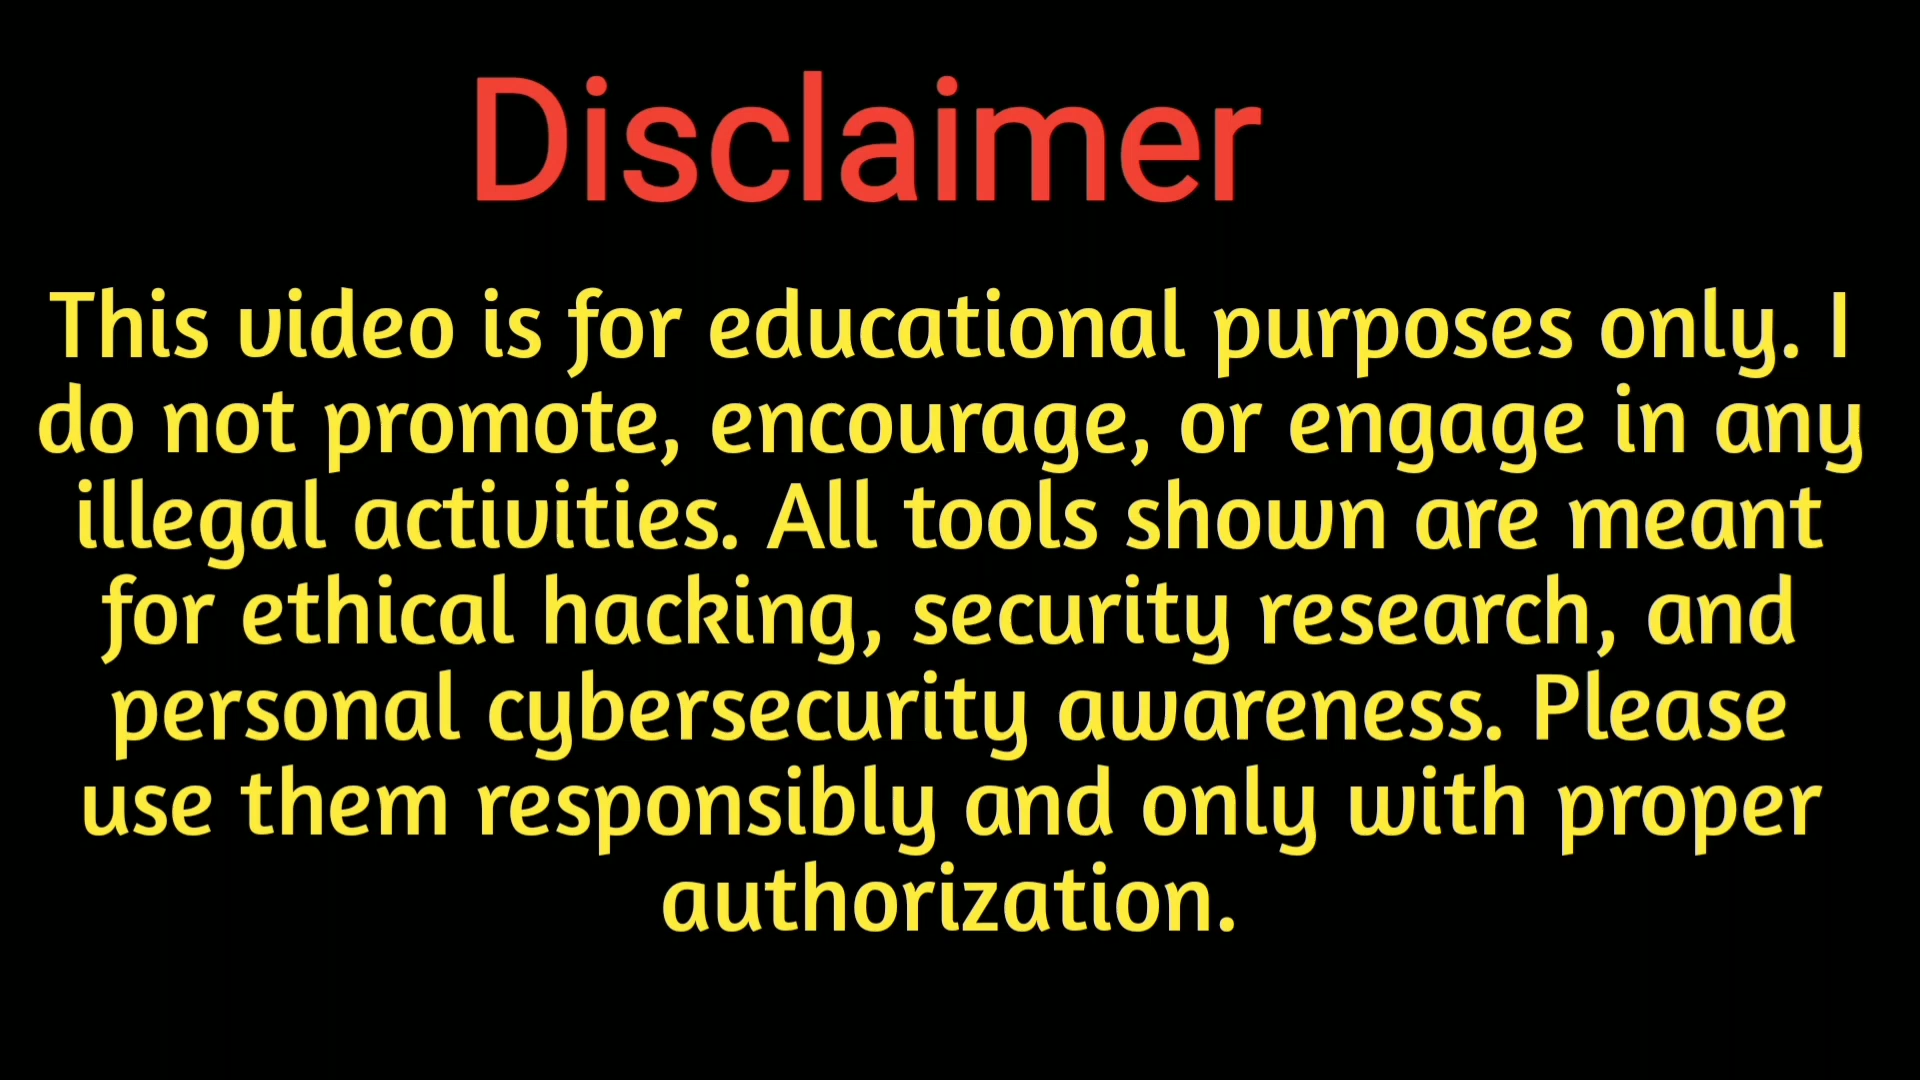 Disclaimer
This video is for educational purposes only. I
do not promote, encourage, or engage in any
illegal activities. All tools shown are meant
for ethical hacking, security research, and
personal cybersecurity awareness. Please
use them responsibly and only with proper
authorization.